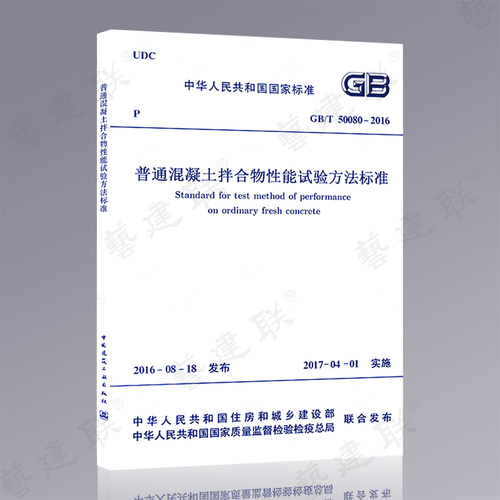 UDC
中华人民共和国国家标准
GB
P
GB/T 50080-2016
普通混凝土拌合物性能试验方法标准
Standard for test method of performance
on ordinary fresh concrete
2016-08-18 发布
2017-04-01 实施
中华人民共和国住房和城乡建设部
中华人民共和国国家质量监督检验检疫总局
联合发布
普通混凝土拌合物性能试验方法标准
中国建筑工业出版社
藝建联®